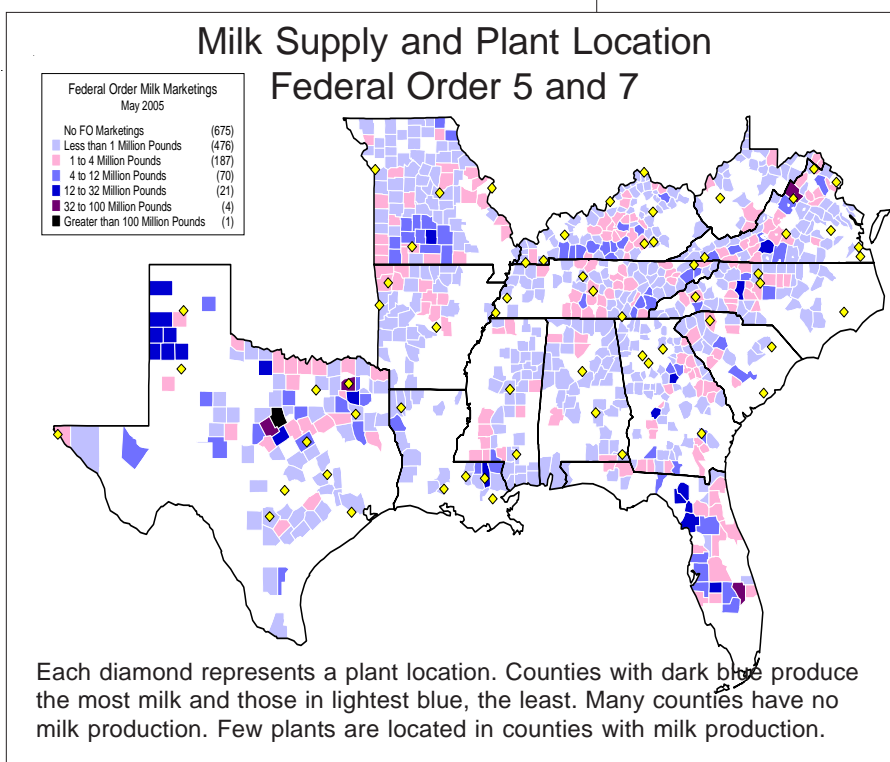 Milk Supply and Plant Location
Federal Order 5 and 7
Federal Order Milk Marketings
May 2005
No FO Marketings (675)
Less than 1 Million Pounds (476)
1 to 4 Million Pounds (187)
4 to 12 Million Pounds (70)
12 to 32 Million Pounds (21)
32 to 100 Million Pounds (4)
Greater than 100 Million Pounds (1)
Each diamond represents a plant location. Counties with dark blue produce
the most milk and those in lightest blue, the least. Many counties have no
milk production. Few plants are located in counties with milk production.